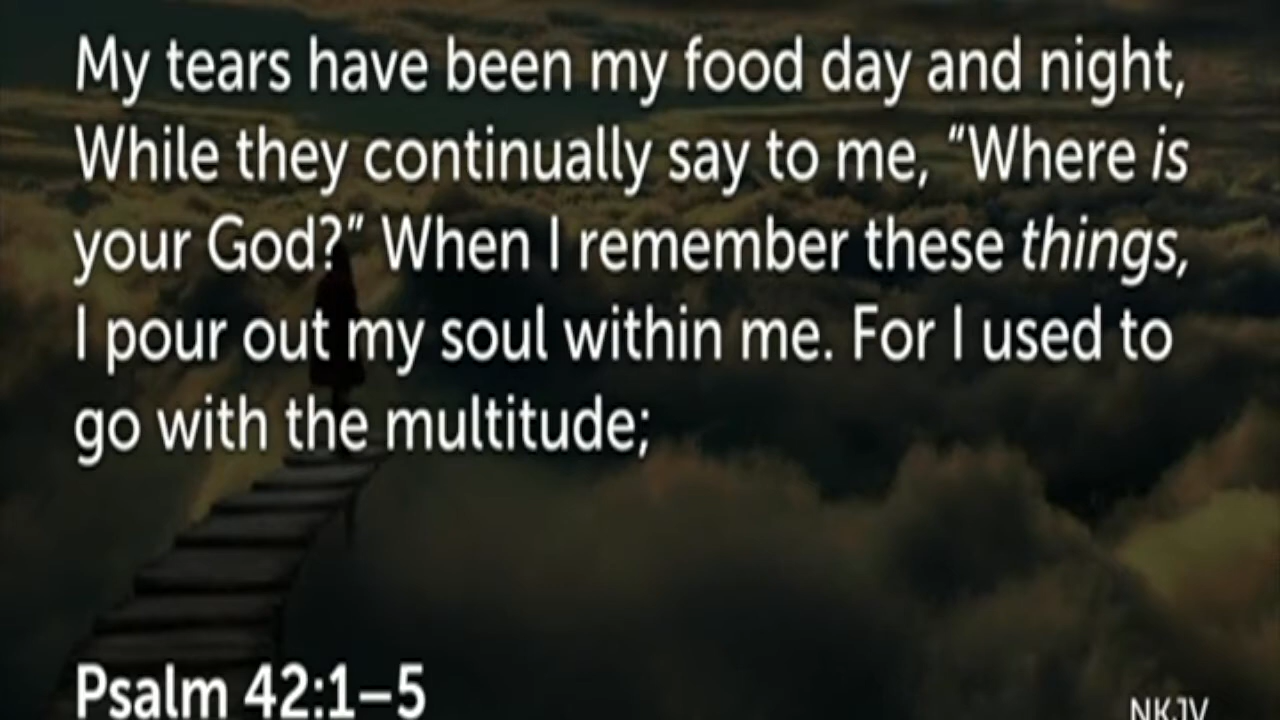 My tears have been my food day and night,
While they continually say to me, “Where is
your God?” When I remember these things,
I pour out my soul within me. For I used to
go with the multitude;
Psalm 42:1–5
NKJV